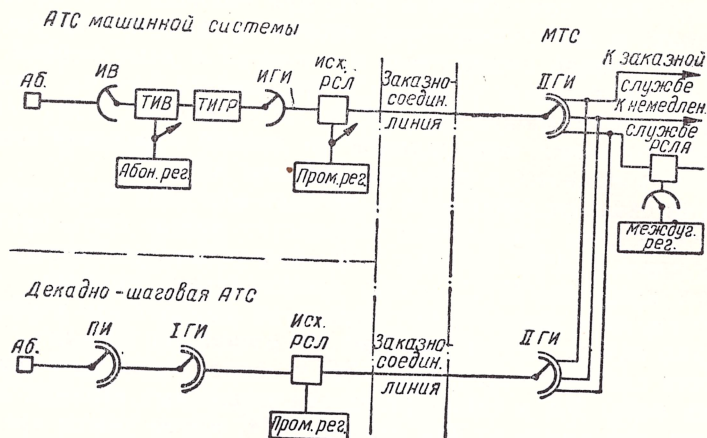 АТС машинной системы
МТС
Аб.
ИВ
ТИВ
ТИГР
ИГИ
Исх.
РСЛ
Заказно-
соедин.
линия
II ГИ
К заказной
службе
К немедлен.
службе
РСЛА
Абон. рег.
Пром. рег.
Междуг.
рег.
Декадно-шаговая АТС
Аб.
ПИ
I ГИ
Исх.
РСЛ
Заказно-
соедин.
линия
II ГИ
Пром. рег.